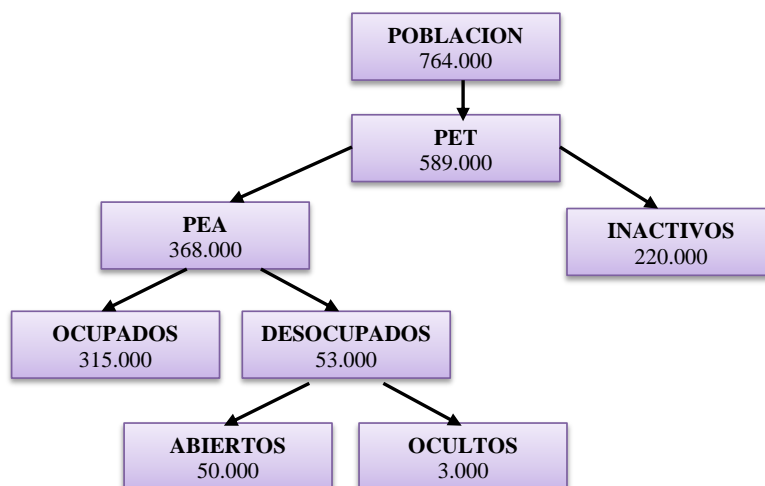 POBLACION
764.000
PET
589.000
PEA
368.000
INACTIVOS
220.000
OCUPADOS
315.000
DESOCUPADOS
53.000
ABIERTOS
50.000
OCULTOS
3.000